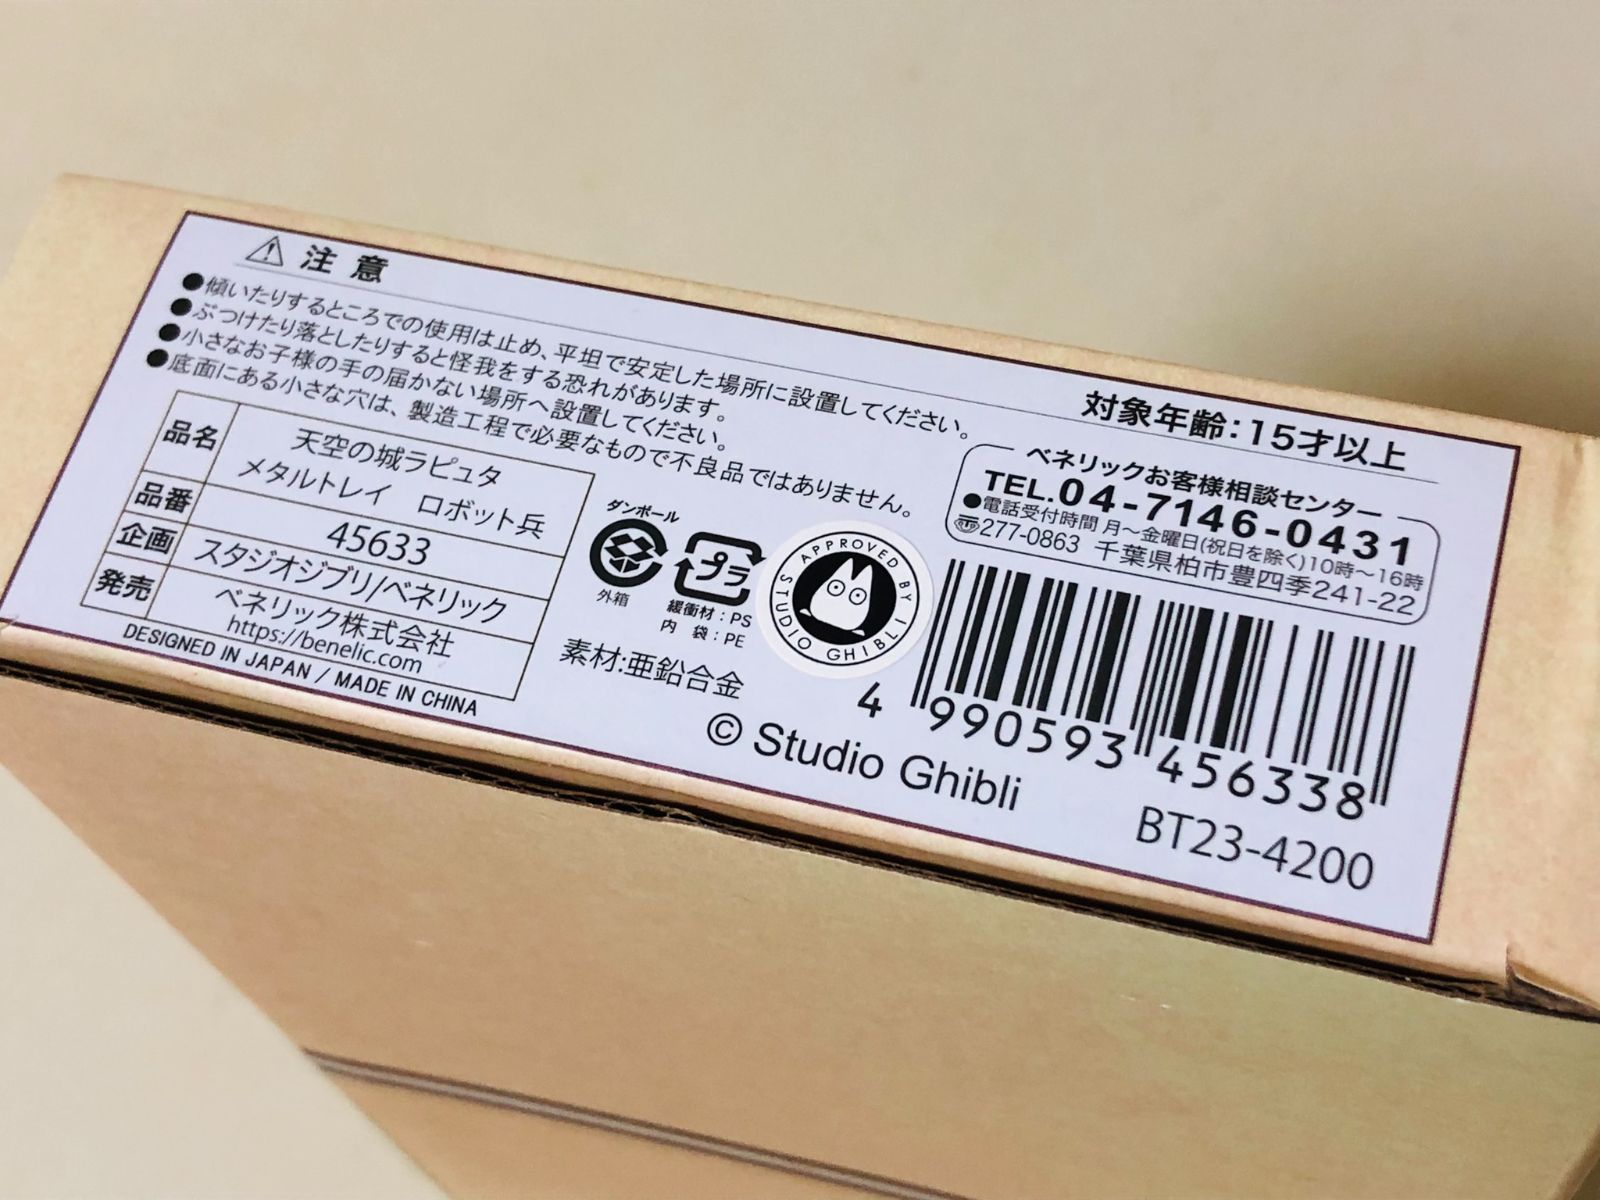 ⚠ 注意
●傾いたりするところでの使用は止め、平坦で安定した場所に設置してください。
●ぶつけたり落としたりすると怪我をする恐れがあります。
●小さなお子様の手の届かない場所へ設置してください。
●底面にある小さな穴は、製造工程で必要なもので不良品ではありません。
対象年齢:15才以上
品名 天空の城ラピュタ
メタルトレイ ロボット兵
品番 45633
企画 スタジオジブリ/ベネリック
発売 ベネリック株式会社
https://benelic.com
DESIGNED IN JAPAN / MADE IN CHINA
ダンボール
外箱
プラ
緩衝材:PS
内 袋:PE
素材:亜鉛合金
APPROVED BY STUDIO GHIBLI
© Studio Ghibli
ベネリックお客様相談センター
TEL.04-7146-0431
●電話受付時間 月~金曜日(祝日を除く)10時~16時
277-0863 千葉県柏市豊四季241-22
4 990593 456338
BT23-4200